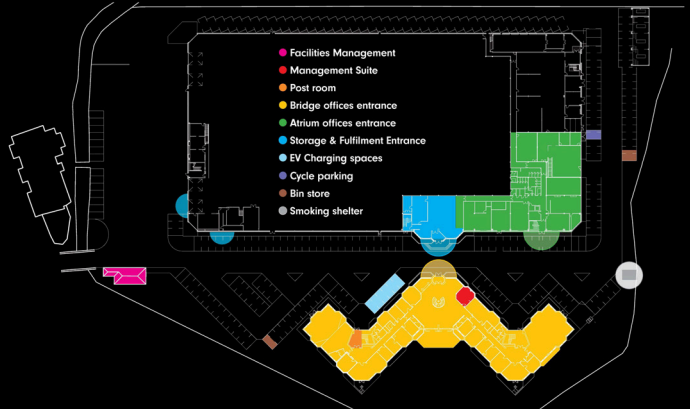 Facilities Management
Management Suite
Post room
Bridge offices entrance
Atrium offices entrance
Storage & Fulfilment Entrance
EV Charging spaces
Cycle parking
Bin store
Smoking shelter